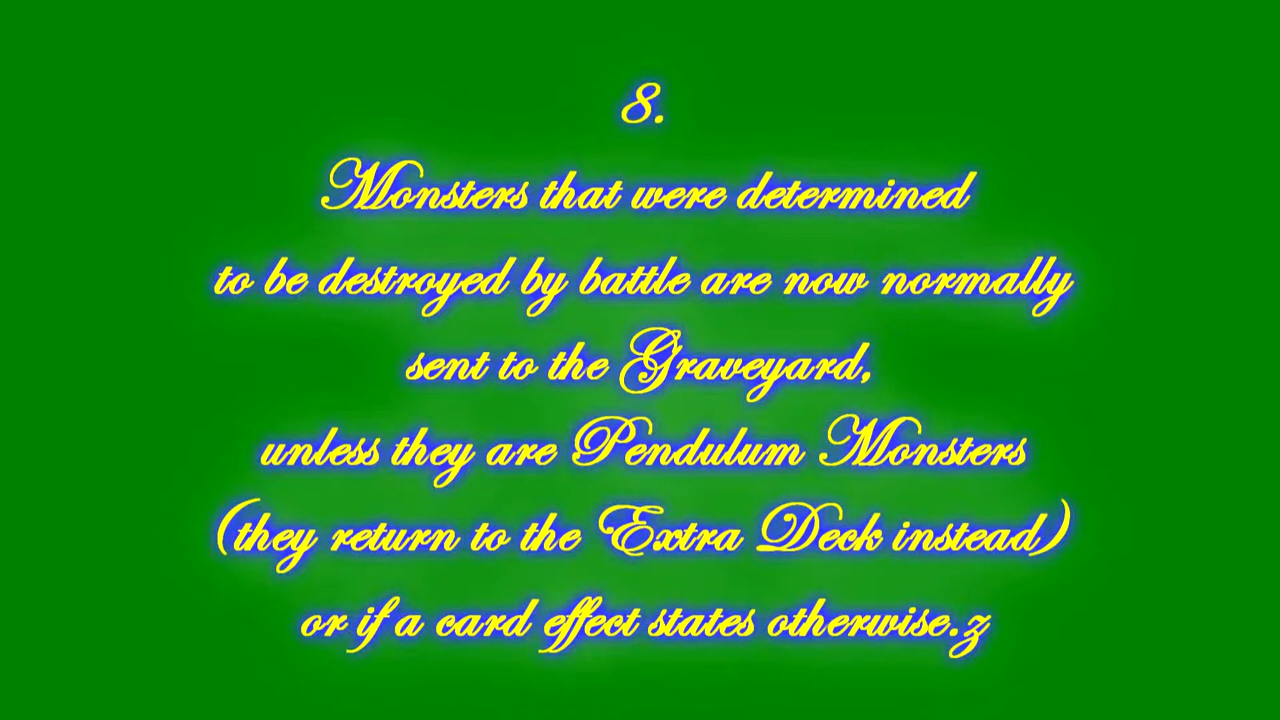 8.
Monsters that were determined
to be destroyed by battle are now normally
sent to the Graveyard,
unless they are Pendulum Monsters
(they return to the Extra Deck instead)
or if a card effect states otherwise.z